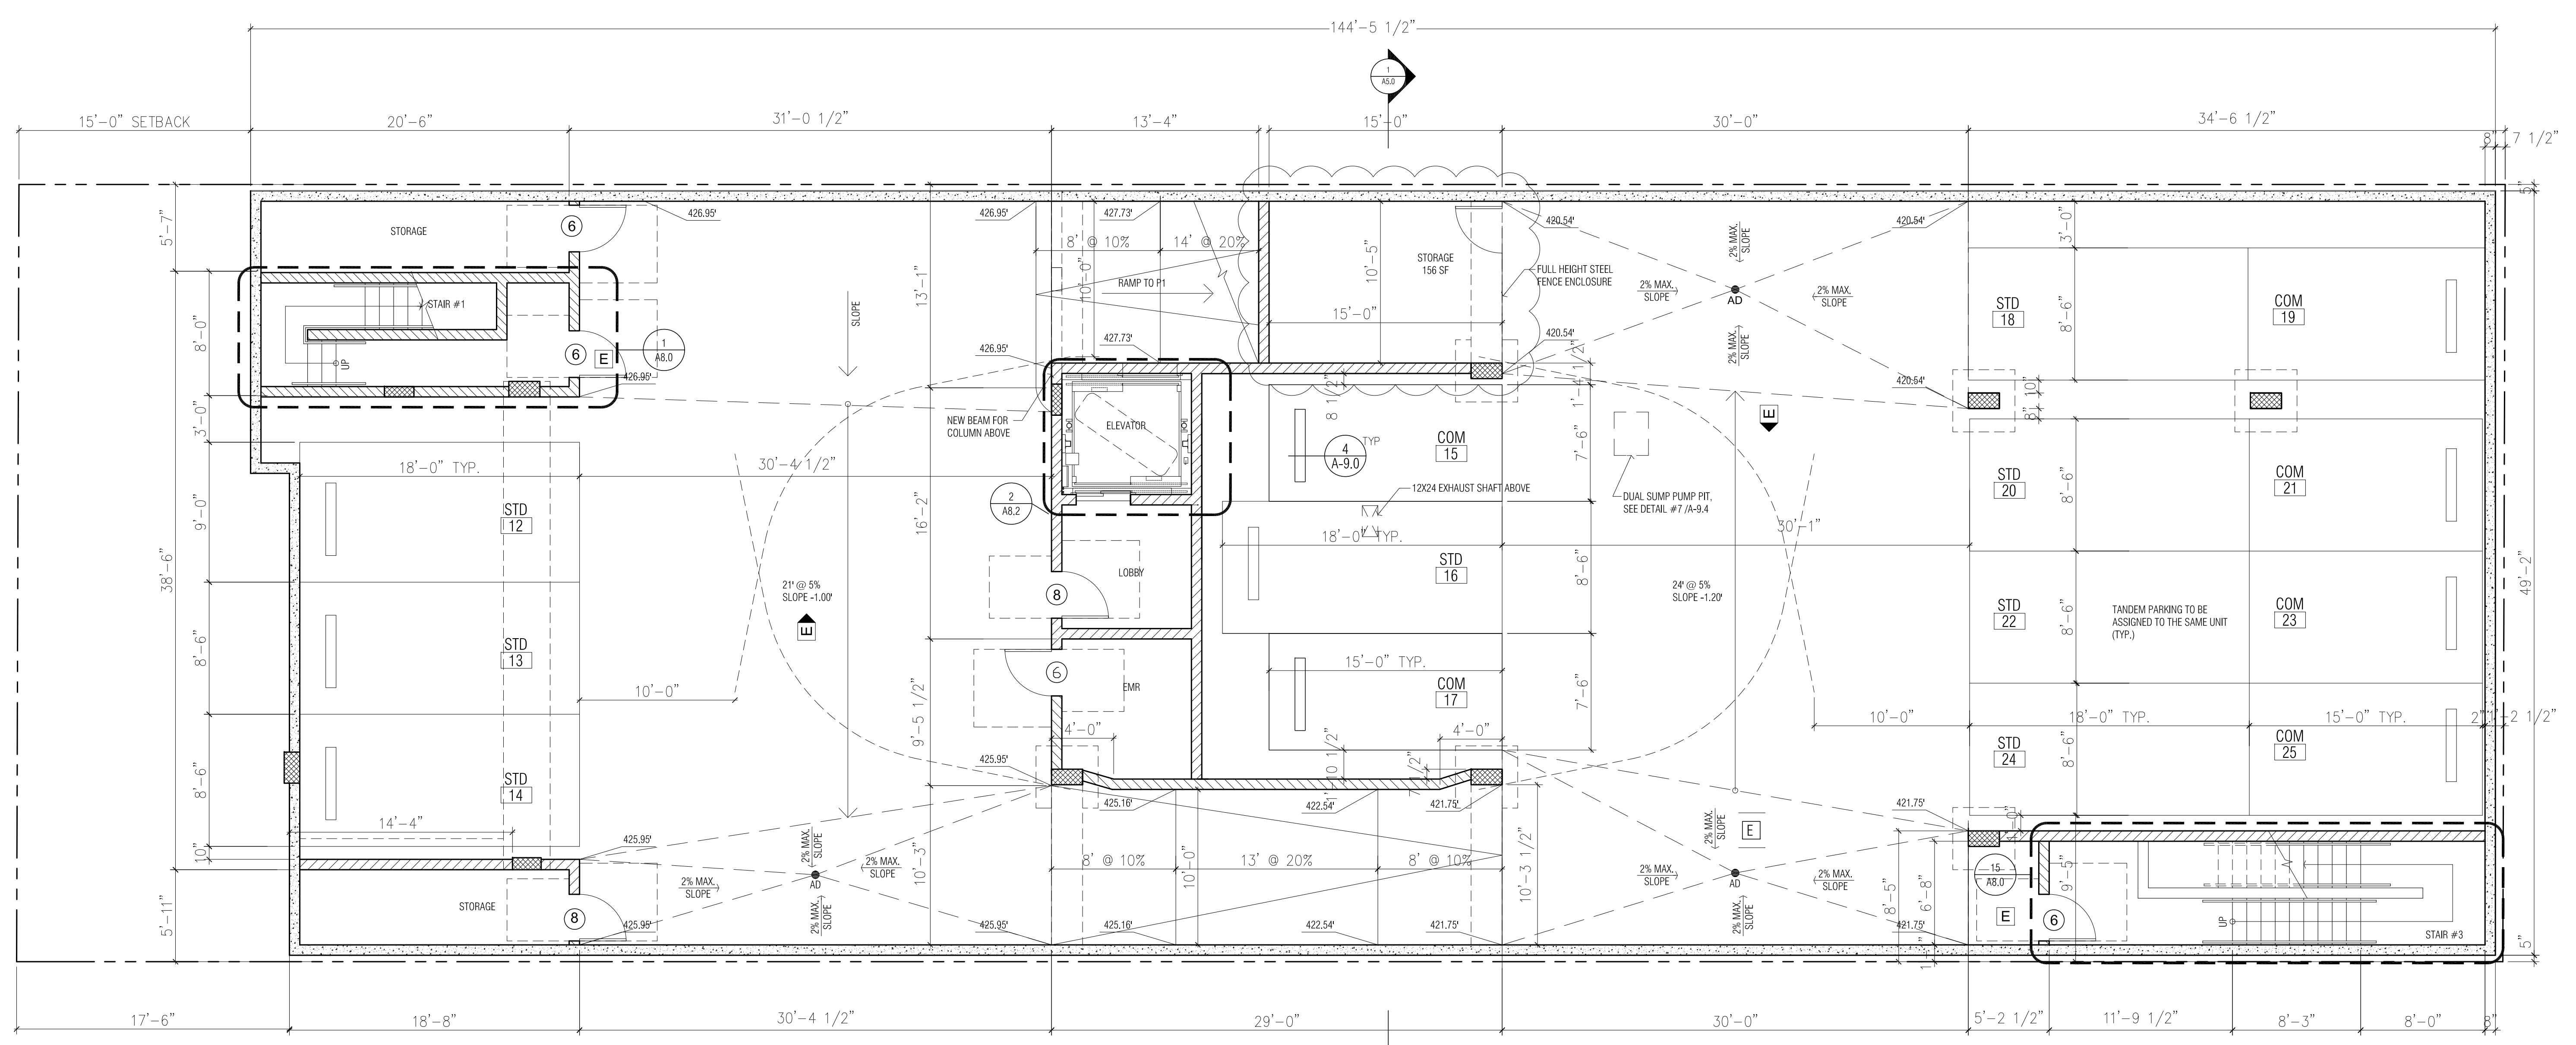 144'-5 1/2"
1
A5.0
15'-0" SETBACK
20'-6"
31'-0 1/2"
13'-4"
15'-0"
30'-0"
34'-6 1/2"
8"
7 1/2"
5'-7"
STORAGE
6
426.95'
426.95'
427.73'
8' @ 10%
14' @ 20%
10'-0"
RAMP TO P1
10'-5"
STORAGE
156 SF
FULL HEIGHT STEEL
FENCE ENCLOSURE
15'-0"
420.54'
420.54'
2% MAX.
SLOPE
2% MAX.
SLOPE
AD
2% MAX.
SLOPE
2% MAX.
SLOPE
3'-0"
5"
STD
18
COM
19
8'-6"
8'-0"
STAIR #1
UP
6
E
1
A8.0
426.95'
SLOPE
13'-1"
426.95'
427.73'
420.54'
420.54'
10"
8"
1'-4 1/2"
8 1/2"
3'-0"
NEW BEAM FOR
COLUMN ABOVE
ELEVATOR
COM
15
4
A-9.0
TYP
7'-6"
E
18'-0" TYP.
30'-4 1/2"
2
A8.2
12X24 EXHAUST SHAFT ABOVE
DUAL SUMP PUMP PIT,
SEE DETAIL #7 /A-9.4
STD
20
COM
21
8'-6"
9'-0"
STD
12
16'-2"
18'-0" TYP.
30'-1"
38'-6"
49'-2"
21' @ 5%
SLOPE -1.00'
E
LOBBY
8
STD
16
8'-6"
24' @ 5%
SLOPE -1.20'
STD
22
COM
23
8'-6"
TANDEM PARKING TO BE
ASSIGNED TO THE SAME UNIT
(TYP.)
8'-6"
STD
13
10'-0"
6
EMR
15'-0" TYP.
COM
17
7'-6"
9'-5 1/2"
4'-0"
4'-0"
10'-0"
18'-0" TYP.
15'-0" TYP.
2"
STD
24
COM
25
8'-6"
8'-6"
STD
14
14'-4"
425.95'
425.95'
425.16'
422.54'
421.75'
421.75'
10"
2% MAX.
SLOPE
2% MAX.
SLOPE
AD
2% MAX.
SLOPE
2% MAX.
SLOPE
10'-3"
8' @ 10%
10'-0"
13' @ 20%
8' @ 10%
10'-3 1/2"
2% MAX.
SLOPE
E
2% MAX.
SLOPE
AD
2% MAX.
SLOPE
2% MAX.
SLOPE
8'-5"
6'-8"
15
A8.0
9'-5"
E
6
UP
STAIR #3
5'-11"
STORAGE
8
425.95'
425.95'
425.16'
422.54'
421.75'
421.75'
5"
17'-6"
18'-8"
30'-4 1/2"
29'-0"
30'-0"
5'-2 1/2"
11'-9 1/2"
8'-3"
8'-0"
8"